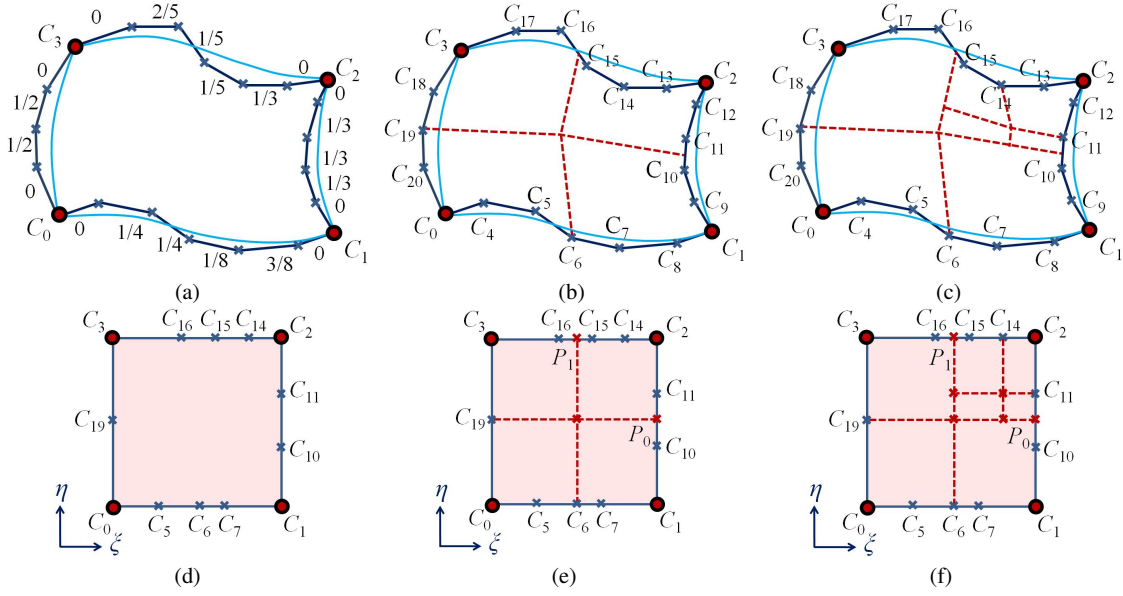 0 2/5
C3 1/5
0 0 C2
1/2 1/5 1/3 0
1/3
1/2 1/3
0 1/3
C0 0 1/4 0
1/4 1/8 3/8 0 C1
(a)
C17 C16
C3 C15
C18 C13 C2
C14 C12
C19 C11
C20 C10
C5 C9
C0 C4 C7 C1
C6 C8
(b)
C17 C16
C3 C15
C18 C13 C2
C14 C12
C19 C11
C20 C10
C5 C9
C0 C4 C7 C1
C6 C8
(c)
C3 C16 C15 C14 C2
C11
C19
C10
η C0 C5 C6 C7 C1
ξ
(d)
C3 C16 C15 C14 C2
P1
C11
C19
P0
C10
η C0 C5 C6 C7 C1
ξ
(e)
C3 C16 C15 C14 C2
P1
C11
C19
P0
C10
η C0 C5 C6 C7 C1
ξ
(f)